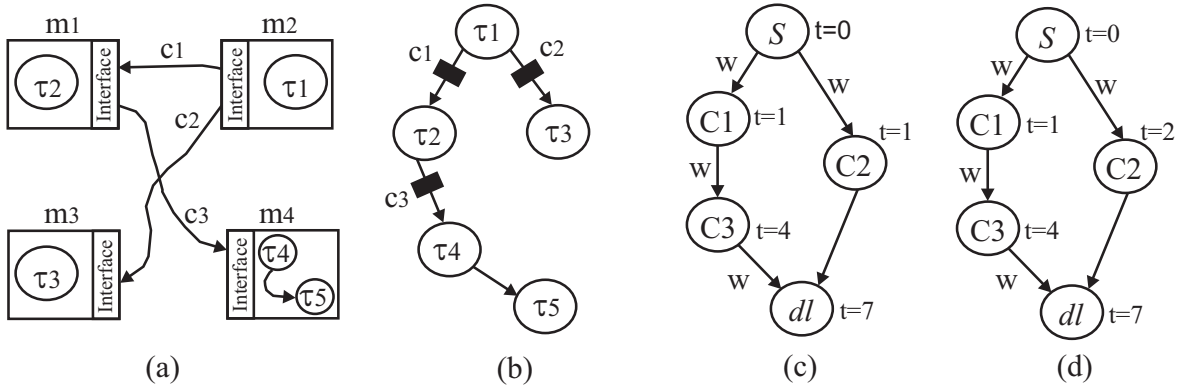 m1
m2
c1
τ2
Interface
Interface
τ1
c2
m3
m4
c3
τ3
Interface
Interface
τ4
τ5
(a)
τ1
c1
c2
τ2
τ3
c3
τ4
τ5
(b)
S t=0
w
w
C1 t=1
t=1
C2
w
C3 t=4
w
dl t=7
(c)
S t=0
w
w
C1 t=1
t=2
C2
w
C3 t=4
w
dl t=7
(d)